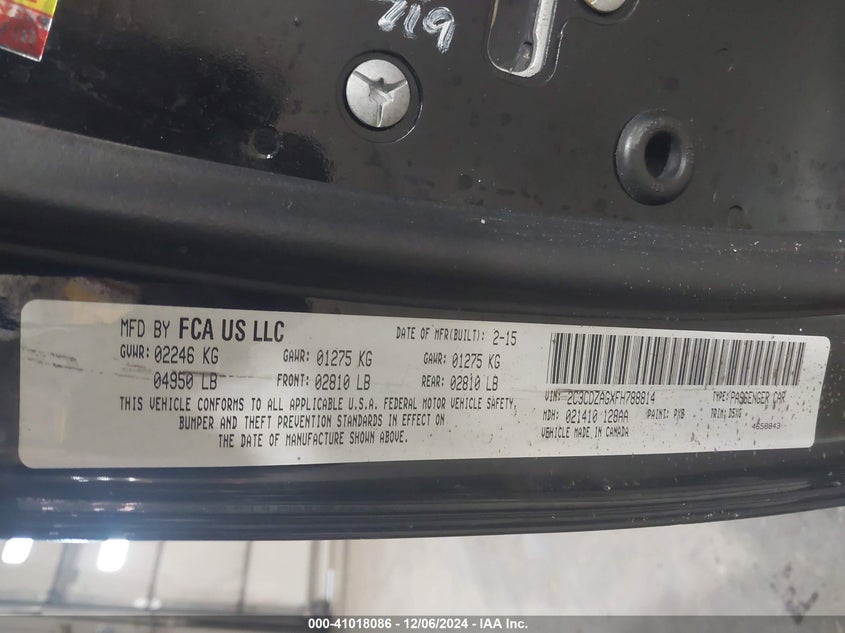 719
MFD BY FCA US LLC DATE OF MFR(BUILT): 2-15
GVWR: 02246 KG GAWR: 01275 KG GAWR: 01275 KG
04950 LB FRONT: 02810 LB REAR: 02810 LB
THIS VEHICLE CONFORMS TO ALL APPLICABLE U.S.A. FEDERAL MOTOR VEHICLE SAFETY,
BUMPER AND THEFT PREVENTION STANDARDS IN EFFECT ON
THE DATE OF MANUFACTURE SHOWN ABOVE.
VIN: 2C3CDZAGXFH788814 TYPE: PASSENGER CAR
MDH: 021410 128AA PAINT: PXB TRIM: D5XG
VEHICLE MADE IN CANADA 4658843
000-41018086 - 12/06/2024 - IAA Inc.